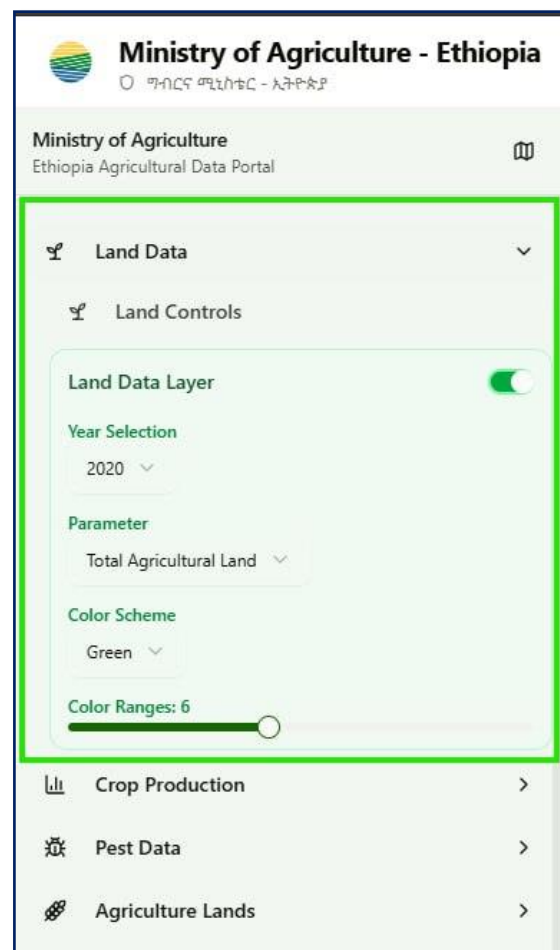 Ministry of Agriculture - Ethiopia
ግብርና ሚኒስቴር - ኢትዮጵያ
Ministry of Agriculture
Ethiopia Agricultural Data Portal
Land Data
Land Controls
Land Data Layer
Year Selection
2020
Parameter
Total Agricultural Land
Color Scheme
Green
Color Ranges: 6
Crop Production
Pest Data
Agriculture Lands